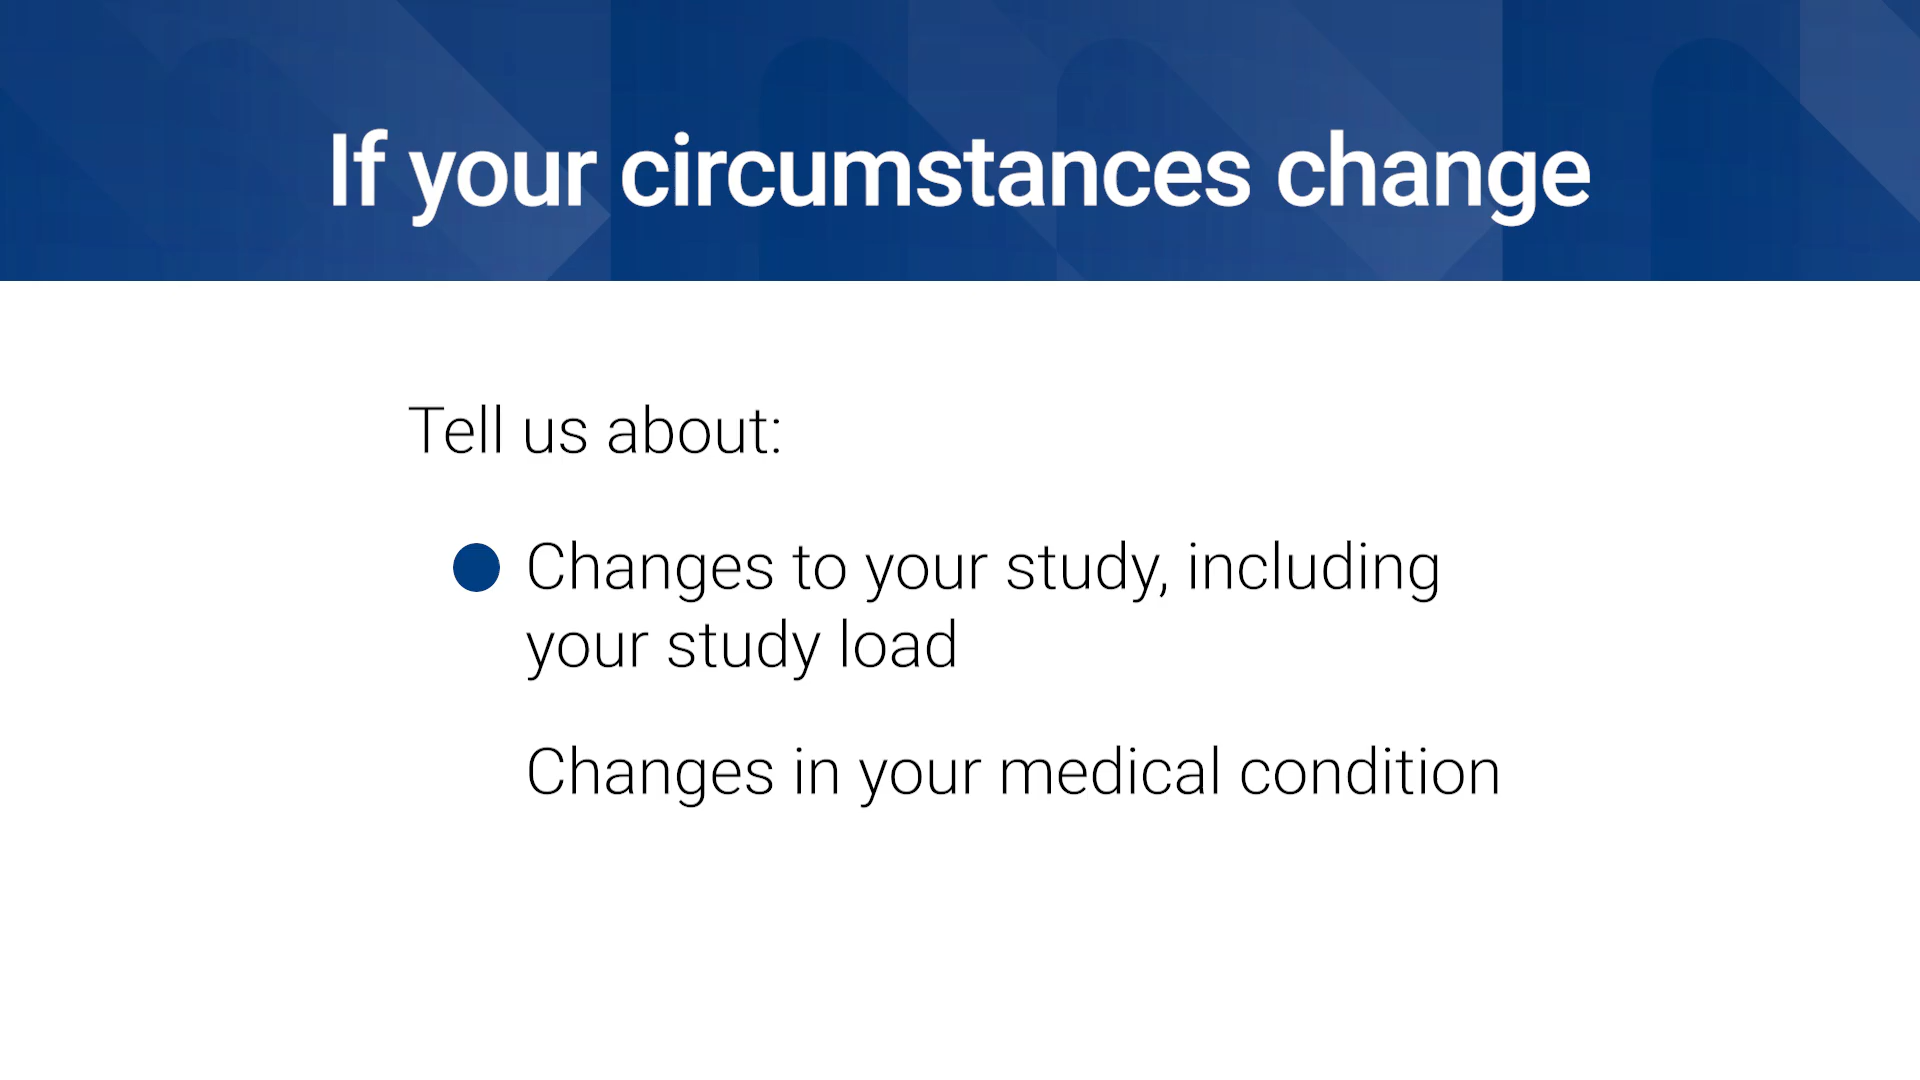 If your circumstances change
Tell us about:
Changes to your study, including
your study load
Changes in your medical condition